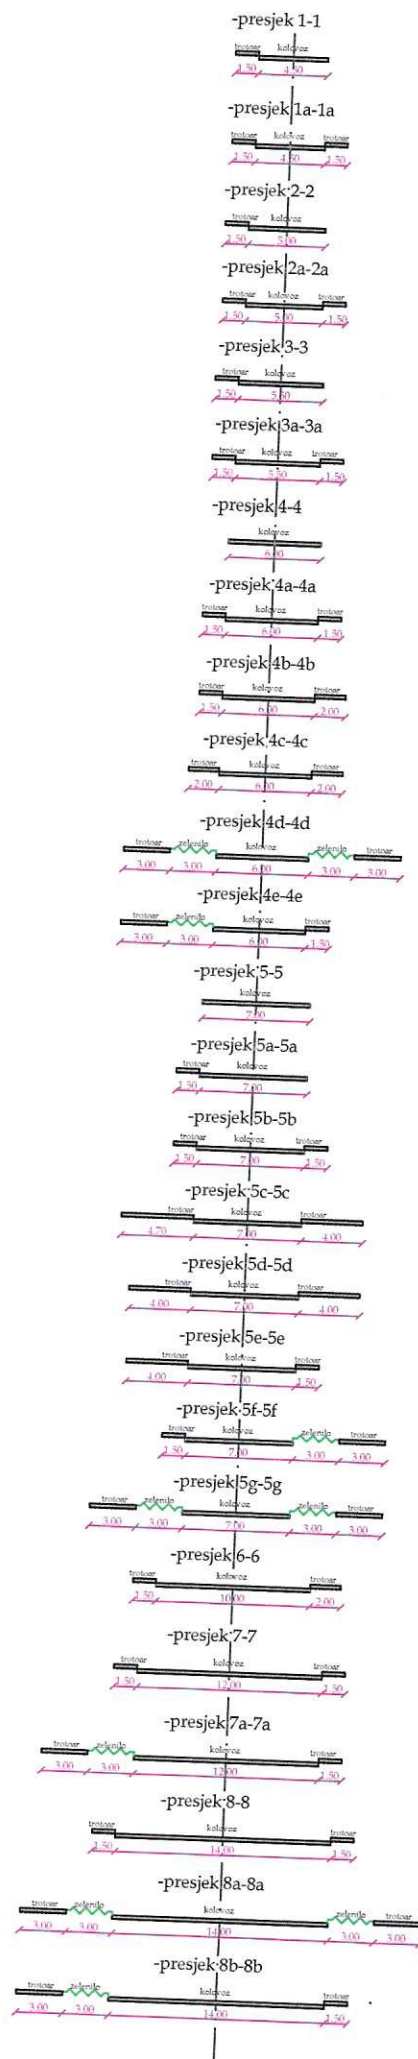 -presjek 1-1
trotoar kolovoz
1.50 4.50
-presjek 1a-1a
trotoar kolovoz trotoar
1.50 4.50 1.50
-presjek 2-2
trotoar kolovoz
1.50 5.00
-presjek 2a-2a
trotoar kolovoz trotoar
1.50 5.00 1.50
-presjek 3-3
trotoar kolovoz
1.50 5.50
-presjek 3a-3a
trotoar kolovoz trotoar
1.50 5.50 1.50
-presjek 4-4
kolovoz
6.00
-presjek 4a-4a
trotoar kolovoz trotoar
1.50 6.00 1.50
-presjek 4b-4b
trotoar kolovoz trotoar
1.50 6.00 2.00
-presjek 4c-4c
trotoar kolovoz trotoar
2.00 6.00 2.00
-presjek 4d-4d
trotoar zelenilo kolovoz zelenilo trotoar
3.00 3.00 6.00 3.00 3.00
-presjek 4e-4e
trotoar zelenilo kolovoz trotoar
3.00 3.00 6.00 1.50
-presjek 5-5
kolovoz
7.00
-presjek 5a-5a
trotoar kolovoz
1.50 7.00
-presjek 5b-5b
trotoar kolovoz trotoar
1.50 7.00 1.50
-presjek 5c-5c
trotoar kolovoz trotoar
4.70 7.00 4.00
-presjek 5d-5d
trotoar kolovoz trotoar
4.00 7.00 4.00
-presjek 5e-5e
trotoar kolovoz trotoar
4.00 7.00 1.50
-presjek 5f-5f
trotoar kolovoz zelenilo trotoar
1.50 7.00 3.00 3.00
-presjek 5g-5g
trotoar zelenilo kolovoz zelenilo trotoar
3.00 3.00 7.00 3.00 3.00
-presjek 6-6
trotoar kolovoz trotoar
1.50 10.00 2.00
-presjek 7-7
trotoar kolovoz trotoar
1.50 12.00 1.50
-presjek 7a-7a
trotoar zelenilo kolovoz trotoar
3.00 3.00 12.00 1.50
-presjek 8-8
trotoar kolovoz trotoar
1.50 14.00 1.50
-presjek 8a-8a
trotoar zelenilo kolovoz zelenilo trotoar
3.00 3.00 14.00 3.00 3.00
-presjek 8b-8b
trotoar zelenilo kolovoz trotoar
3.00 3.00 14.00 1.50